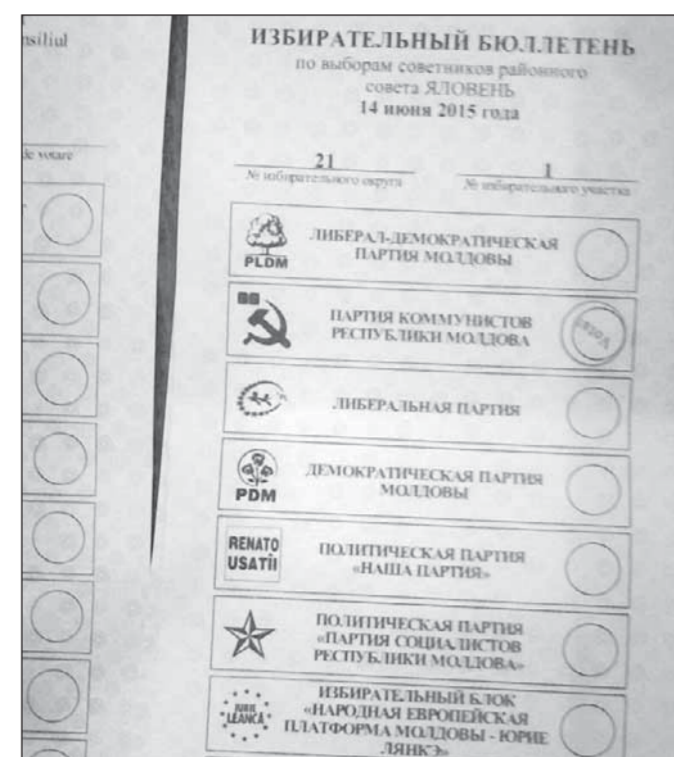 nsiliul
de votare
ИЗБИРАТЕЛЬНЫЙ БЮЛЛЕТЕНЬ
по выборам советников районного
совета ЯЛОВЕНЬ
14 июня 2015 года
21
№ избирательного округа
1
№ избирательного участка
PLDM
ЛИБЕРАЛ-ДЕМОКРАТИЧЕСКАЯ
ПАРТИЯ МОЛДОВЫ
ПАРТИЯ КОММУНИСТОВ
РЕСПУБЛИКИ МОЛДОВА
Votat
ЛИБЕРАЛЬНАЯ ПАРТИЯ
PDM
ДЕМОКРАТИЧЕСКАЯ ПАРТИЯ
МОЛДОВЫ
RENATO
USATÎI
ПОЛИТИЧЕСКАЯ ПАРТИЯ
«НАША ПАРТИЯ»
ПОЛИТИЧЕСКАЯ ПАРТИЯ
«ПАРТИЯ СОЦИАЛИСТОВ
РЕСПУБЛИКИ МОЛДОВА»
IURIE
LEANCĂ
ИЗБИРАТЕЛЬНЫЙ БЛОК
«НАРОДНАЯ ЕВРОПЕЙСКАЯ
ПЛАТФОРМА МОЛДОВЫ - ЮРИЕ
ЛЯНКЭ»